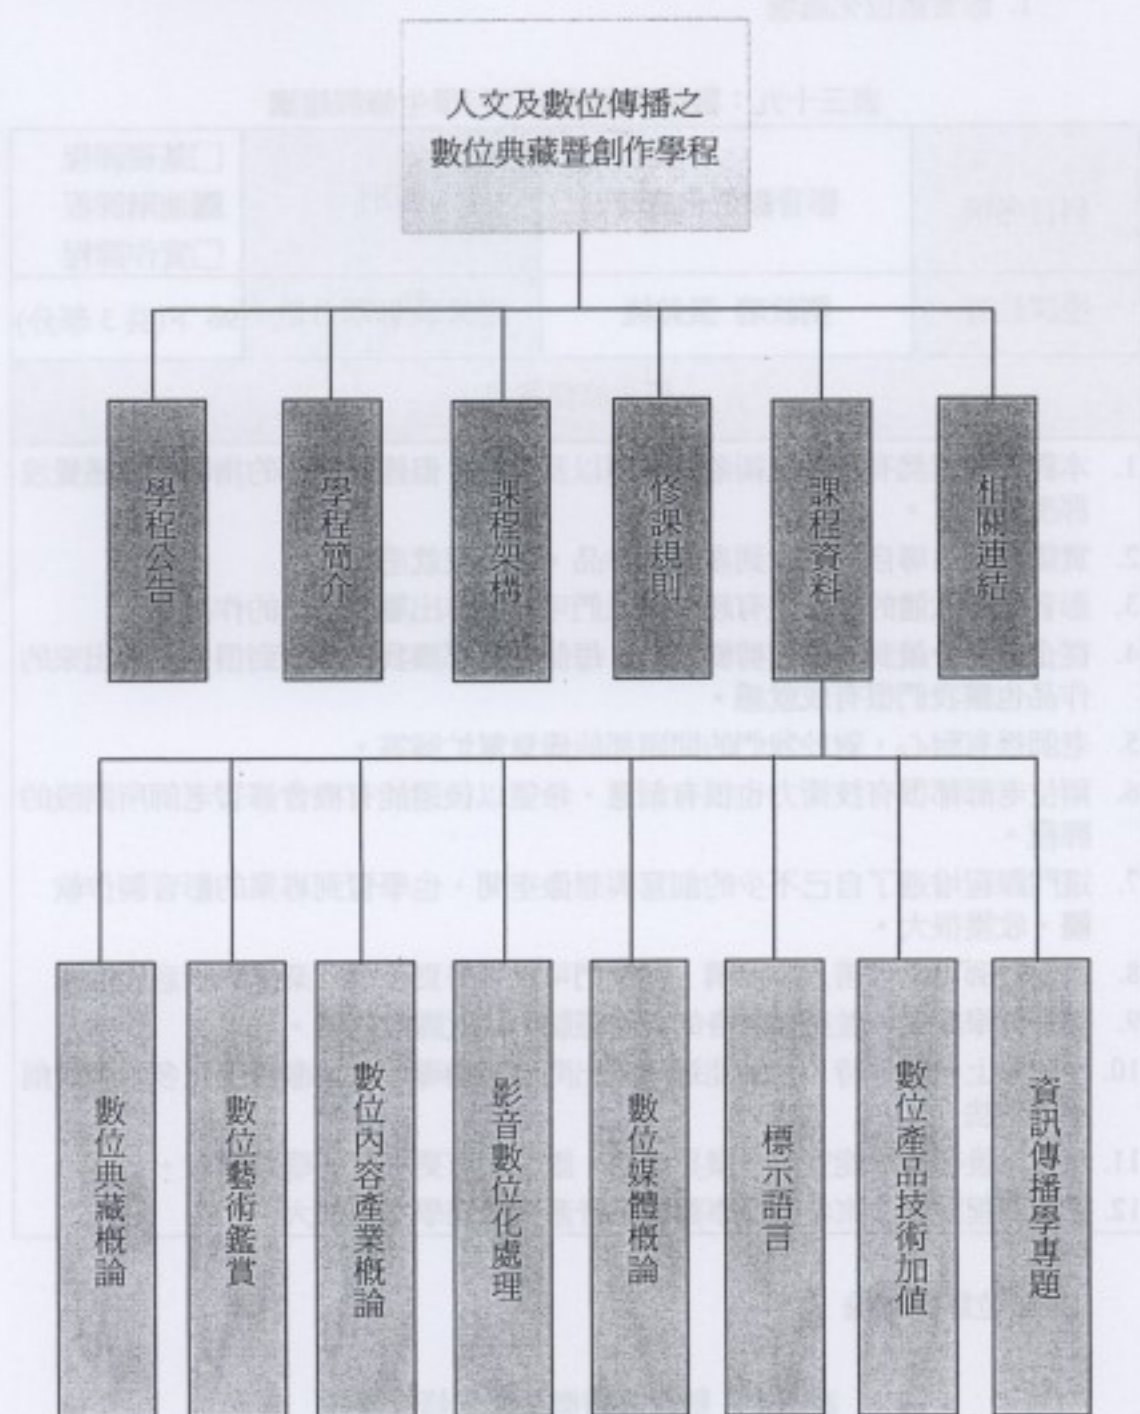 人文及數位傳播之
數位典藏暨創作學程
學程公告
學程簡介
課程架構
修課規則
課程資料
相關連結
數位典藏概論
數位藝術鑑賞
數位內容產業概論
影音數位化處理
數位媒體概論
標示語言
數位產品技術加值
資訊傳播學專題